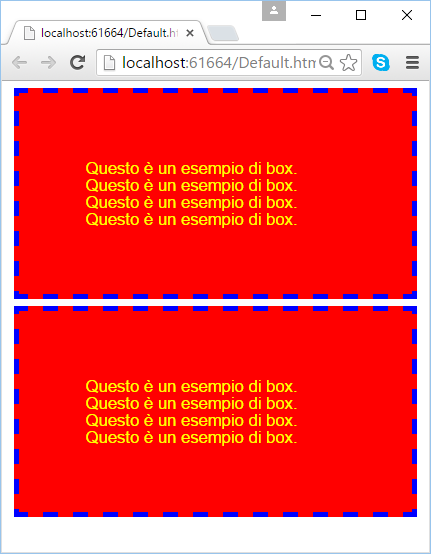 localhost:61664/Default.ht
localhost:61664/Default.htm
Questo è un esempio di box.
Questo è un esempio di box.
Questo è un esempio di box.
Questo è un esempio di box.
Questo è un esempio di box.
Questo è un esempio di box.
Questo è un esempio di box.
Questo è un esempio di box.